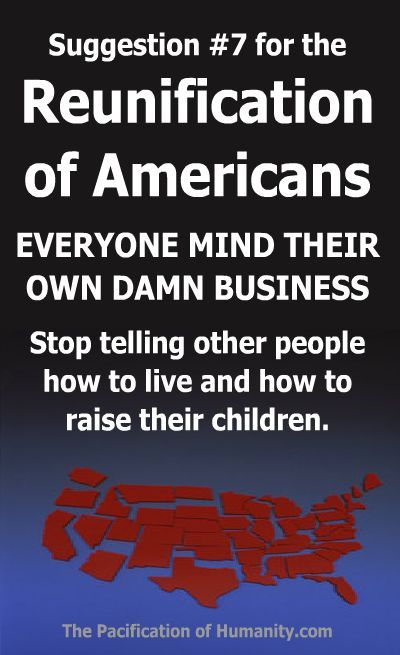 Suggestion #7 for the
Reunification
of Americans
EVERYONE MIND THEIR
OWN DAMN BUSINESS
Stop telling other people
how to live and how to
raise their children.
The Pacification of Humanity.com